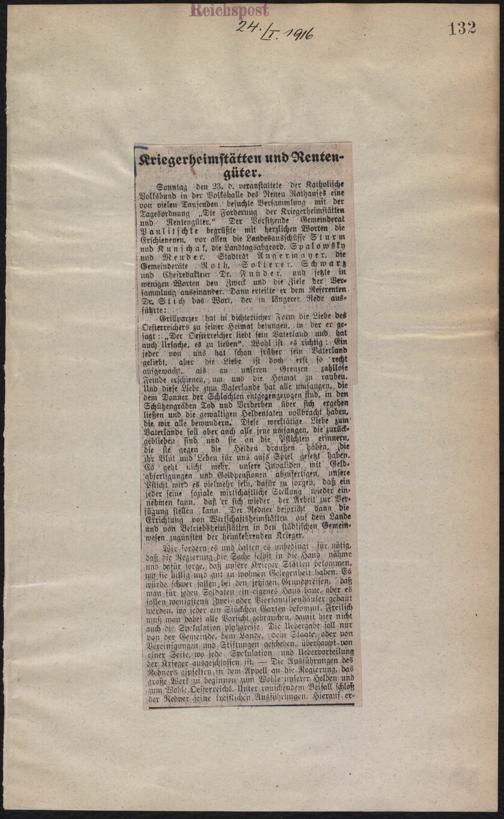 Reichspost
24./I. 1916
132
Kriegerheimstätten und Renten-
güter.
Sonntag den 23. d. veranstaltete der Katholische
Volksbund in der Volkshalle des Neuen Rathauses eine
von vielen Tausenden besuchte Versammlung mit der
Tagesordnung „Die Forderung der Kriegerheimstätten
und Rentengüter." Der Vorsitzende Gemeinderat
Paulitschke begrüßte mit herzlichen Worten die
Erschienenen, vor allen die Landesausschüsse Sturm
und Kunschak, die Landtagsabgeord. Spalowsky
und Mender, Stadtrat Angermayer, die
Gemeinderäte Roth, Solterer, Schwartz
und Chefredakteur Dr. Funder, und setzte in
wenigen Worten den Zweck und die Ziele der Ver-
sammlung auseinander. Dann erteilte er dem Referenten
Dr. Stich das Wort, der in längerer Rede aus-
führte:
Grillparzer hat in dichterischer Form die Liebe des
Oesterreichers zu seiner Heimat besungen, in der er ge-
sagt: „Der Oesterreicher liebt sein Vaterland und hat
auch Ursache, es zu lieben". Wohl ist es richtig: Ein
jeder von uns hat schon früher sein Vaterland
geliebt, aber die Liebe ist doch erst so recht
aufgewacht, als an unseren Grenzen zahllose
Feinde erschienen, um uns die Heimat zu rauben.
Und diese Liebe zum Vaterland hat alle umfangen, die
dem Donner der Schlachten entgegengezogen sind, in den
Schützengräben Tod und Verderben über sich ergehen
ließen und die gewaltigen Heldentaten vollbracht haben,
die wir alle bewundern. Diese werktätige Liebe zum
Vaterlande soll aber auch alle jene umfangen, die zurück-
geblieben sind und sie an die Pflichten erinnern,
die sie gegen die Helden draußen haben, die
ihr Blut und Leben für uns aufs Spiel gesetzt haben.
Es geht nicht mehr, unsere Invaliden mit Geld-
abfertigungen und Geldpensionen abzufertigen, unsere
Pflicht wird es vielmehr sein, dafür zu sorgen, daß ein
jeder seine soziale wirtschaftliche Stellung wieder ein-
nehmen kann, daß er sich wieder der Arbeit zur Ver-
fügung stellen kann. Der Redner bespricht dann die
Errichtung von Wirtschaftsheimstätten auf dem Lande
und von Betriebsheimstätten in den städtischen Gemein-
wesen zugunsten der heimkehrenden Krieger.
Wir fordern es und halten es unbedingt für nötig,
daß die Regierung die Sache selbst in die Hand nähme
und dafür sorge, daß unsere Krieger Stätten bekommen,
wo sie billig und gut zu wohnen Gelegenheit haben. Es
würde schwer fallen, bei den jetzigen Grundpreisen, daß
man für jeden Soldaten ein eigenes Haus baue, aber es
sollen wenigstens Zwei- oder Vierfamilienhäuser gebaut
werden, wo jeder ein Stückchen Garten bekommt. Freilich
muß man dabei alle Vorsicht gebrauchen, damit hier nicht
auch die Spekulation platzgreife. Die Uebergabe soll nur
von der Gemeinde, dem Lande, dem Staate, oder von
Vereinigungen und Stiftungen geschehen, überhaupt von
einer Seite, wo jede Spekulation und Uebervorteilung
der Krieger ausgeschlossen ist. — Die Ausführungen des
Redners gipfelten in dem Appell an die Regierung, das
große Werk zu beginnen zum Wohle unserer Helden und
zum Wohle Oesterreichs. Unter rauschendem Beifall schloß
der Redner seine trefflichen Ausführungen. Hierauf er-